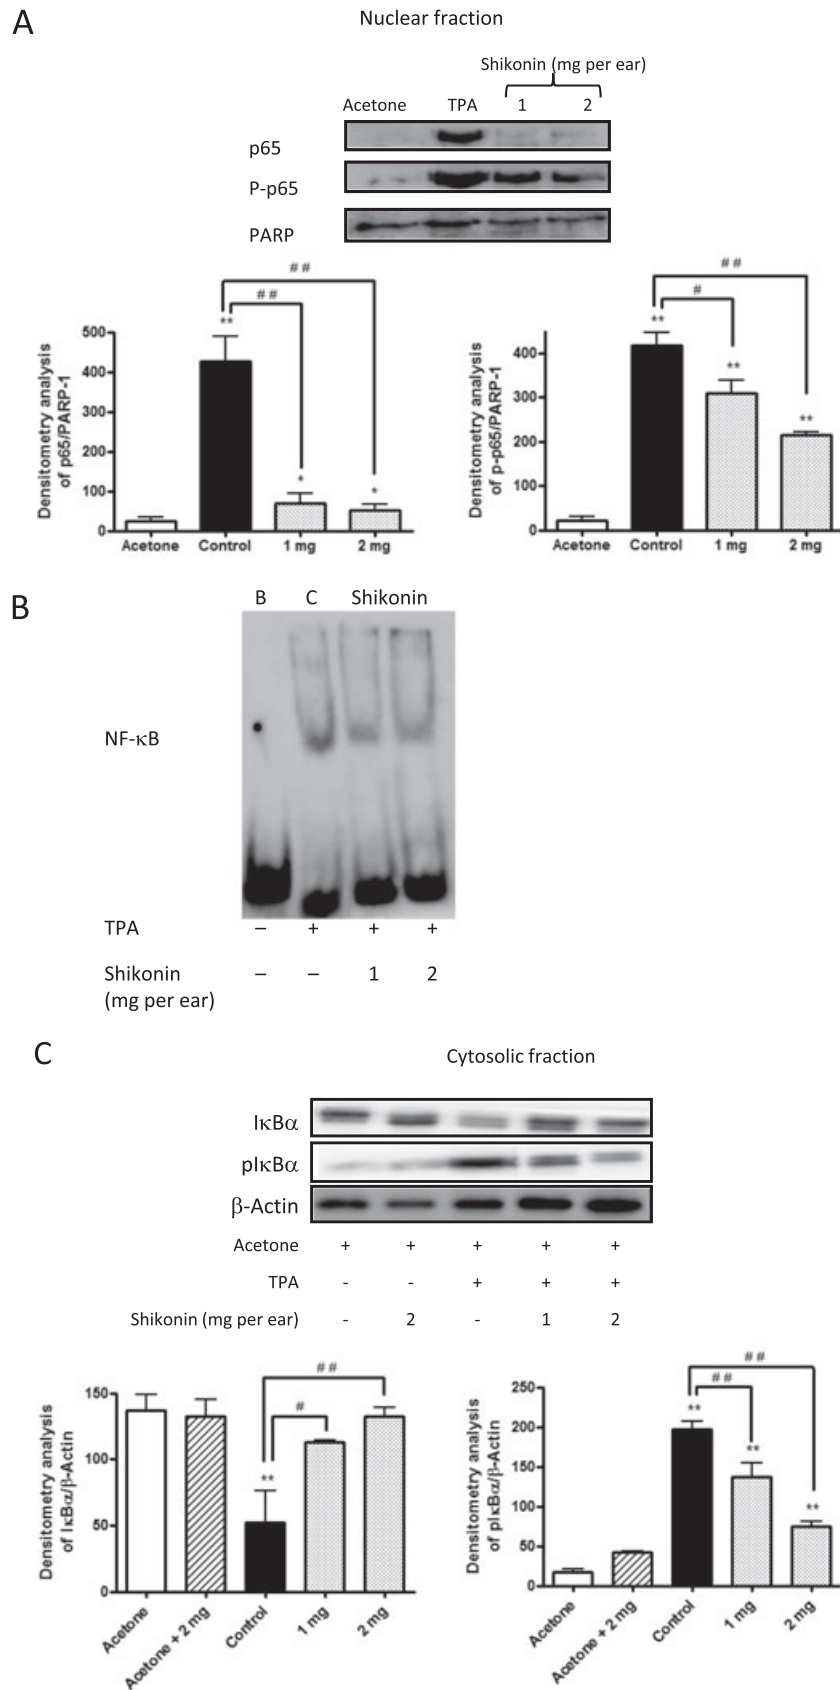 A
Nuclear fraction
Shikonin (mg per ear)
Acetone TPA 1 2
p65
P-p65
PARP
# #
# #
**
*
*
500
400
300
200
100
0
Densitometry analysis
of p65/PARP-1
Acetone Control 1 mg 2 mg
# #
#
**
**
**
400
300
200
100
0
Densitometry analysis
of p-p65/PARP-1
Acetone Control 1 mg 2 mg
B
B C Shikonin
NF-κB
TPA – + + +
Shikonin – – 1 2
(mg per ear)
C
Cytosolic fraction
IκBα
pIκBα
β-Actin
Acetone + + + + +
TPA - - + + +
Shikonin (mg per ear) - 2 - 1 2
# #
#
**
150
100
50
0
Densitometry analysis
of IκBα/β-Actin
Acetone Acetone + 2 mg Control 1 mg 2 mg
# #
# #
**
**
**
250
200
150
100
50
0
Densitometry analysis
of pIκBα/β-Actin
Acetone Acetone + 2 mg Control 1 mg 2 mg